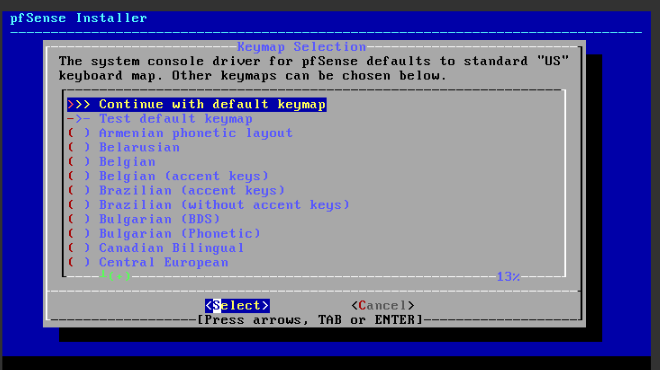 pfSense Installer
Keymap Selection
The system console driver for pfSense defaults to standard "US"
keyboard map. Other keymaps can be chosen below.
>>> Continue with default keymap
->- Test default keymap
( ) Armenian phonetic layout
( ) Belarusian
( ) Belgian
( ) Belgian (accent keys)
( ) Brazilian (accent keys)
( ) Brazilian (without accent keys)
( ) Bulgarian (BDS)
( ) Bulgarian (Phonetic)
( ) Canadian Bilingual
( ) Central European
└(+) 13%
<Select> <Cancel>
[Press arrows, TAB or ENTER]